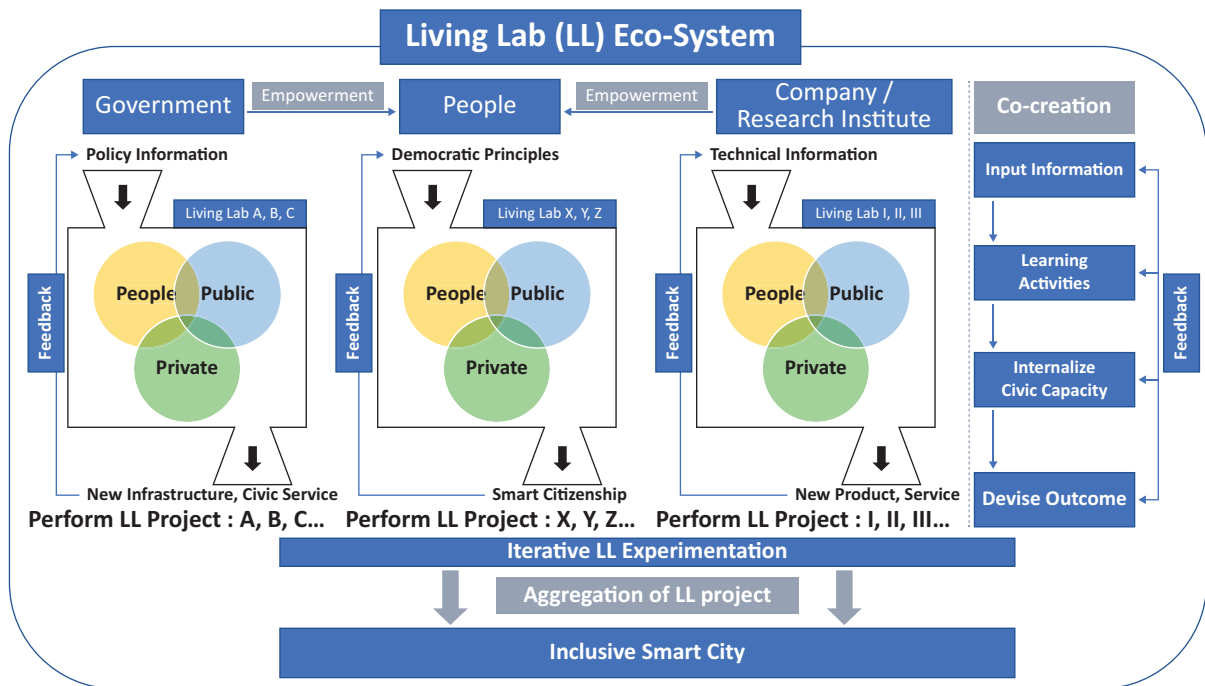 Living Lab (LL) Eco-System
Government
Empowerment
People
Empowerment
Company /
Research Institute
Co-creation
Policy Information
Democratic Principles
Technical Information
Input Information
Living Lab A, B, C
Living Lab X, Y, Z
Living Lab I, II, III
Feedback
People
Public
Private
Feedback
People
Public
Private
Feedback
People
Public
Private
Learning
Activities
Feedback
Internalize
Civic Capacity
Devise Outcome
New Infrastructure, Civic Service
Smart Citizenship
New Product, Service
Perform LL Project : A, B, C...
Perform LL Project : X, Y, Z...
Perform LL Project : I, II, III...
Iterative LL Experimentation
Aggregation of LL project
Inclusive Smart City